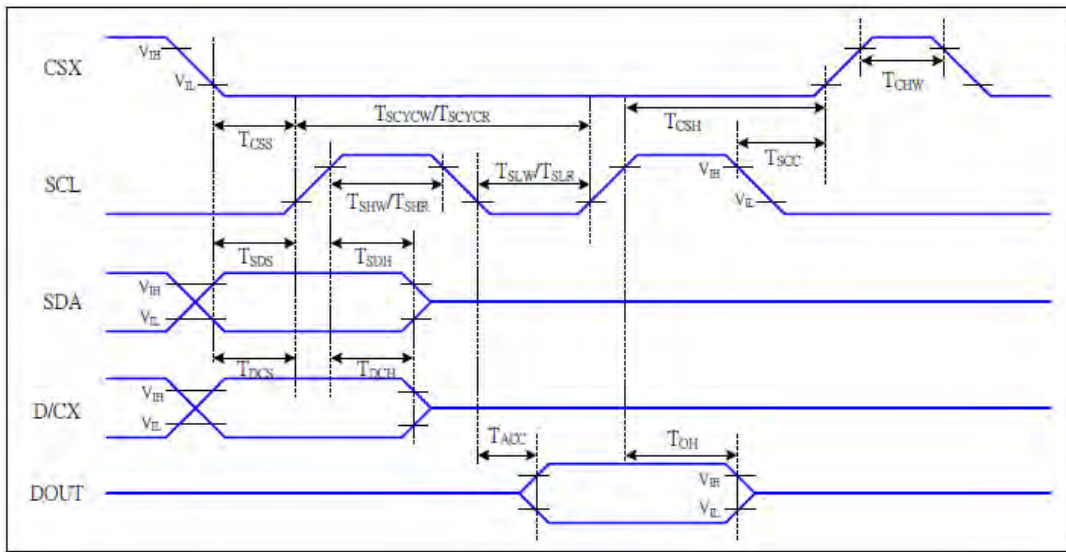 CSX
VIH
VIL
TCHW
TSCYCW/TSCYCR
TCSH
TCSS
TSCC
SCL
TSLW/TSLR
VIH
TSHW/TSHR
VIL
TSDS
TSDH
SDA
VIH
VIL
TDCS
TDCH
D/CX
VIH
VIL
TACC
TOH
DOUT
VIH
VIL